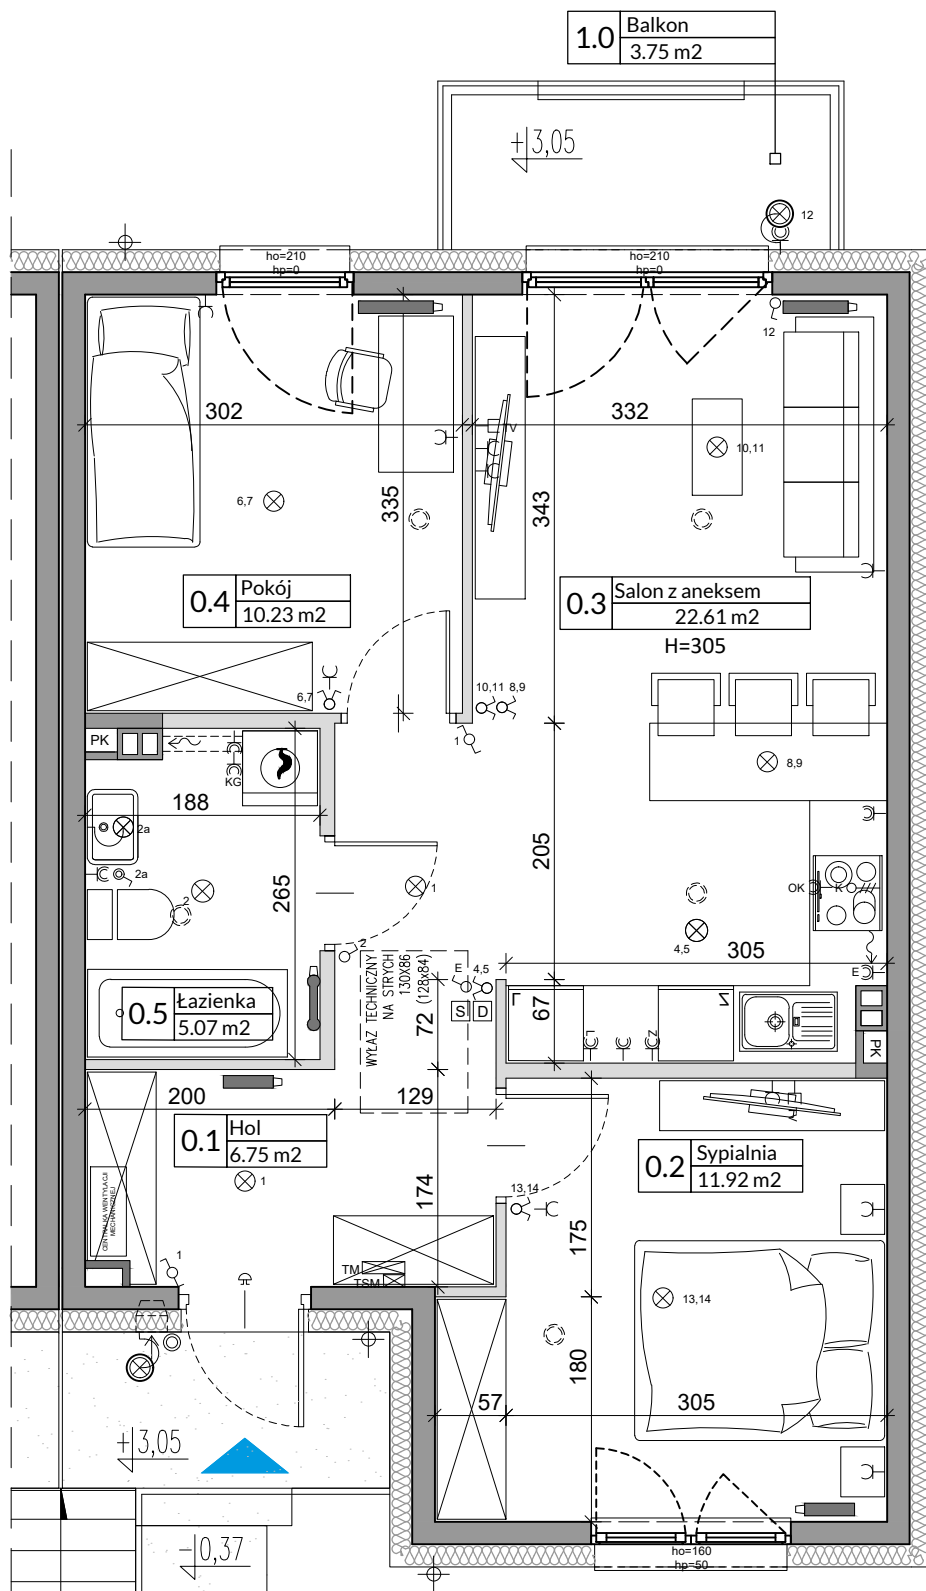 1.0
Balkon
3.75 m2
+3,05
12
ho=210
hp=0
ho=210
hp=0
12
302
332
TV
10,11
6,7
335
343
0.4
Pokój
10.23 m2
0.3
Salon z aneksem
22.61 m2
H=305
6,7
10,11
8,9
1
PK
KG
8,9
188
2a
2a
2
265
1
205
OK
K
4,5
2
305
E
WYŁAZ TECHNICZNY
NA STRYCH
130X86
(128x84)
E
4,5
S
D
72
67
L
Z
L
Z
PK
0.5
Łazienka
5.07 m2
200
129
0.1
Hol
6.75 m2
1
TV
0.2
Sypialnia
11.92 m2
CENTRALKA WENTYLACJI
MECHANICZNEJ
174
13,14
175
1
TM
TSM
13,14
180
57
305
+3,05
-0,37
ho=160
hp=50